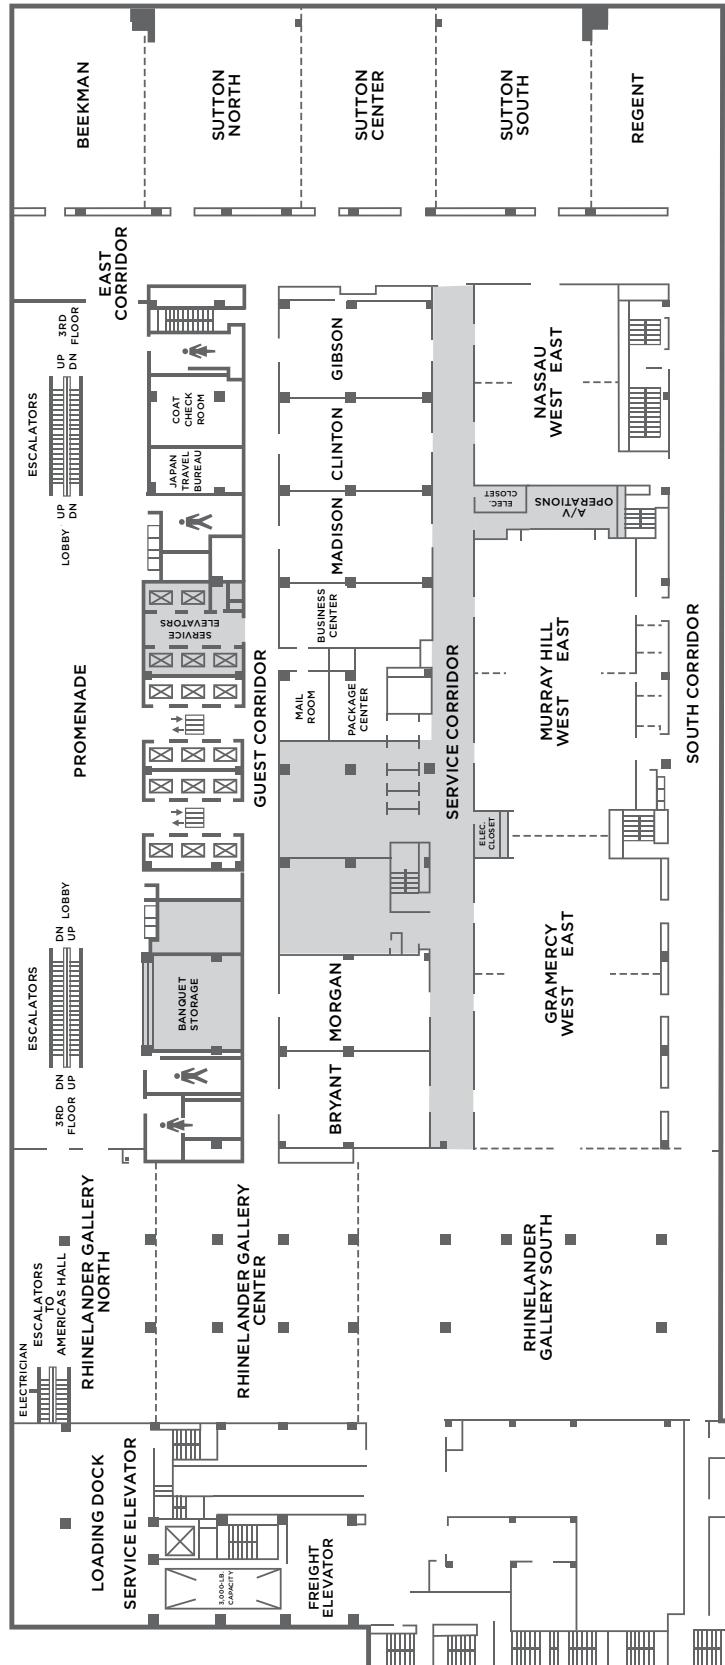 BEEKMAN
SUTTON
NORTH
SUTTON
CENTER
SUTTON
SOUTH
REGENT
EAST
CORRIDOR
3RD
FLOOR
UP
DN
ESCALATORS
UP
DN
LOBBY
COAT
CHECK
ROOM
JAPAN
TRAVEL
BUREAU
SERVICE
ELEVATORS
GIBSON
CLINTON
MADISON
BUSINESS
CENTER
MAIL
ROOM
PACKAGE
CENTER
NASSAU
WEST EAST
ELEC.
CLOSET
A/V
OPERATIONS
PROMENADE
GUEST CORRIDOR
SERVICE CORRIDOR
MURRAY HILL
WEST EAST
SOUTH CORRIDOR
ELEC.
CLOSET
LOBBY
DN
UP
ESCALATORS
3RD
FLOOR
DN
UP
BANQUET
STORAGE
MORGAN
BRYANT
GRAMERCY
WEST EAST
RHINELANDER GALLERY
NORTH
RHINELANDER GALLERY
CENTER
RHINELANDER
GALLERY SOUTH
ELECTRICIAN
ESCALATORS
TO
AMERICAS HALL
LOADING DOCK
SERVICE ELEVATOR
3,000-LB.
CAPACITY
FREIGHT
ELEVATOR